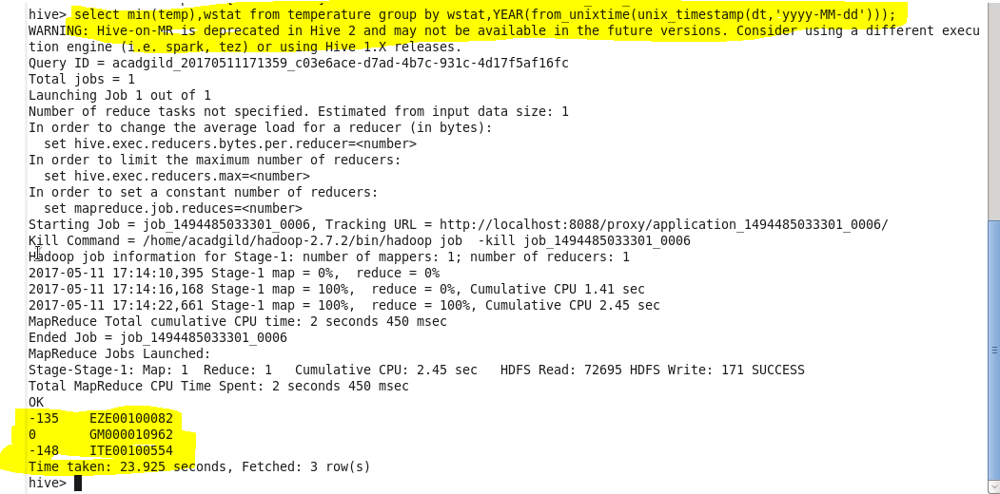 hive> select min(temp),wstat from temperature group by wstat,YEAR(from_unixtime(unix_timestamp(dt,'yyyy-MM-dd')));
WARNING: Hive-on-MR is deprecated in Hive 2 and may not be available in the future versions. Consider using a different execu
tion engine (i.e. spark, tez) or using Hive 1.X releases.
Query ID = acadgild_20170511171359_c03e6ace-d7ad-4b7c-931c-4d17f5af16fc
Total jobs = 1
Launching Job 1 out of 1
Number of reduce tasks not specified. Estimated from input data size: 1
In order to change the average load for a reducer (in bytes):
  set hive.exec.reducers.bytes.per.reducer=<number>
In order to limit the maximum number of reducers:
  set hive.exec.reducers.max=<number>
In order to set a constant number of reducers:
  set mapreduce.job.reduces=<number>
Starting Job = job_1494485033301_0006, Tracking URL = http://localhost:8088/proxy/application_1494485033301_0006/
Kill Command = /home/acadgild/hadoop-2.7.2/bin/hadoop job  -kill job_1494485033301_0006
Hadoop job information for Stage-1: number of mappers: 1; number of reducers: 1
2017-05-11 17:14:10,395 Stage-1 map = 0%,  reduce = 0%
2017-05-11 17:14:16,168 Stage-1 map = 100%,  reduce = 0%, Cumulative CPU 1.41 sec
2017-05-11 17:14:22,661 Stage-1 map = 100%,  reduce = 100%, Cumulative CPU 2.45 sec
MapReduce Total cumulative CPU time: 2 seconds 450 msec
Ended Job = job_1494485033301_0006
MapReduce Jobs Launched:
Stage-Stage-1: Map: 1  Reduce: 1   Cumulative CPU: 2.45 sec   HDFS Read: 72695 HDFS Write: 171 SUCCESS
Total MapReduce CPU Time Spent: 2 seconds 450 msec
OK
-135    EZE00100082
0       GM000010962
-148    ITE00100554
Time taken: 23.925 seconds, Fetched: 3 row(s)
hive>